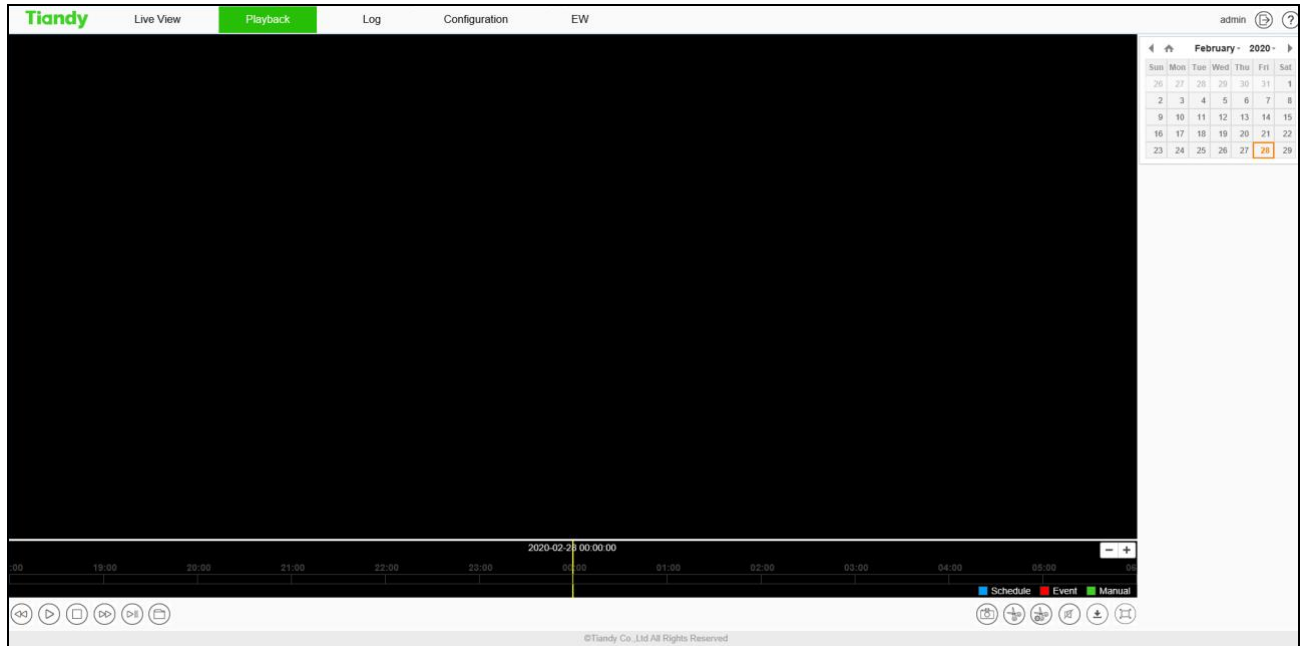 Tiandy Live View Playback Log Configuration EW admin
February 2020
Sun Mon Tue Wed Thu Fri Sat
26 27 28 29 30 31 1
2 3 4 5 6 7 8
9 10 11 12 13 14 15
16 17 18 19 20 21 22
23 24 25 26 27 28 29
2020-02-28 00:00:00
:00 19:00 20:00 21:00 22:00 23:00 00:00 01:00 02:00 03:00 04:00 05:00 06
Schedule Event Manual
©Tiandy Co.,Ltd All Rights Reserved